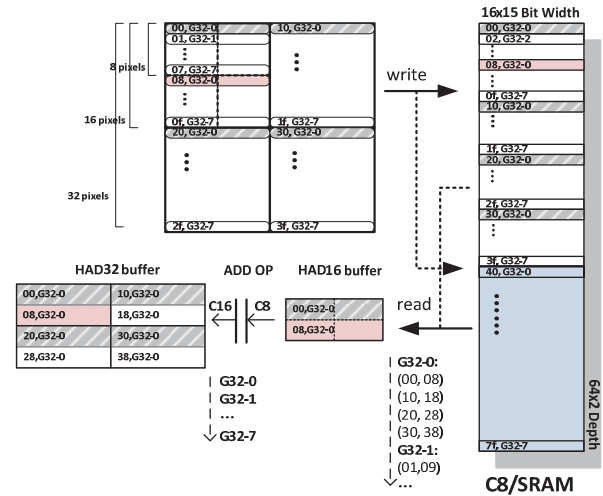 16x15 Bit Width
00, G32-0
10, G32-0
01, G32-1
07, G32-7
08, G32-0
0f, G32-7
1f, G32-7
20, G32-0
30, G32-0
2f, G32-7
3f, G32-7
8 pixels
16 pixels
32 pixels
write
00, G32-0
02, G32-2
08, G32-0
0f, G32-7
10, G32-0
1f, G32-7
20, G32-0
2f, G32-7
30, G32-0
3f, G32-7
40, G32-0
7f, G32-7
64x2 Depth
C8/SRAM
HAD32 buffer
ADD OP
HAD16 buffer
read
00,G32-0
10,G32-0
08,G32-0
18,G32-0
20,G32-0
30,G32-0
28,G32-0
38,G32-0
C16
C8
00,G32-0
08,G32-0
G32-0
G32-1
...
G32-7
G32-0:
(00, 08)
(10, 18)
(20, 28)
(30, 38)
G32-1:
(01,09)
...